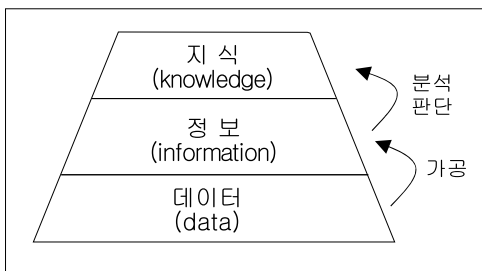 지 식
(knowledge)
분석
판단
정 보
(information)
가공
데이터
(data)